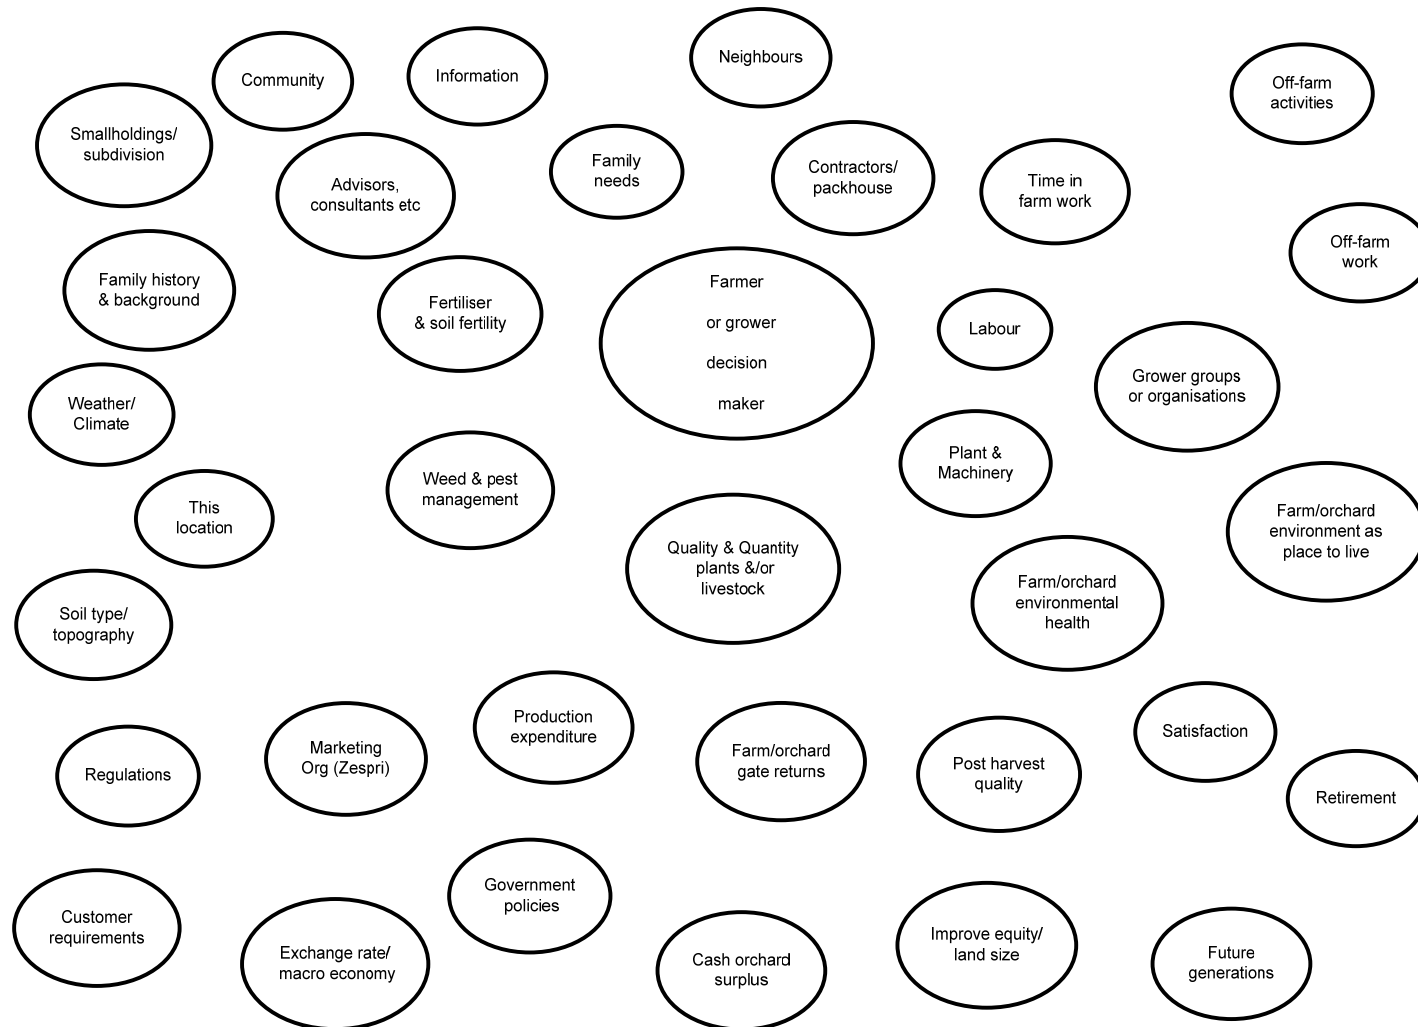 Neighbours
Community
Information
Off-farm
activities
Smallholdings/
subdivision
Advisors,
consultants etc
Family
needs
Contractors/
packhouse
Time in
farm work
Off-farm
work
Family history
& background
Fertiliser
& soil fertility
Farmer
or grower
decision
maker
Labour
Grower groups
or organisations
Weather/
Climate
Weed & pest
management
Plant &
Machinery
This
location
Quality & Quantity
plants &/or
livestock
Farm/orchard
environment as
place to live
Farm/orchard
environmental
health
Soil type/
topography
Regulations
Marketing
Org (Zespri)
Production
expenditure
Farm/orchard
gate returns
Post harvest
quality
Satisfaction
Retirement
Customer
requirements
Exchange rate/
macro economy
Government
policies
Cash orchard
surplus
Improve equity/
land size
Future
generations